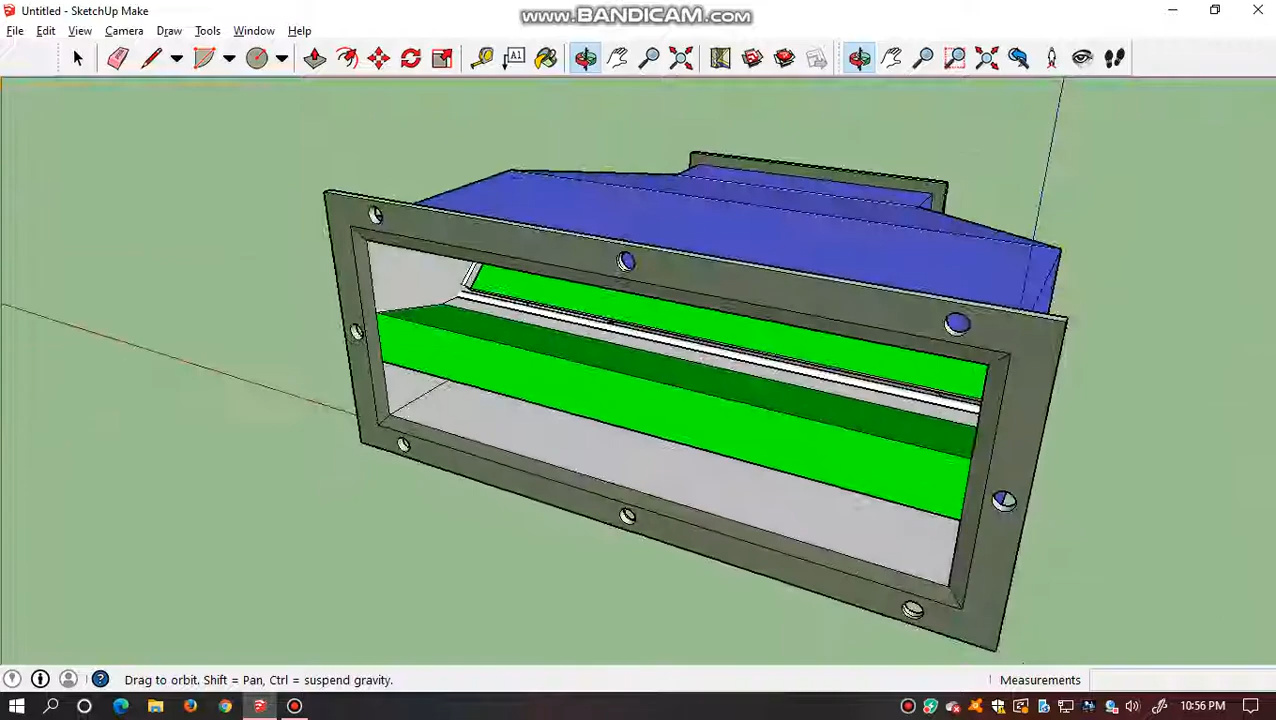 Untitled - SketchUp Make
www.BANDICAM.com
File Edit View Camera Draw Tools Window Help
A1
Drag to orbit. Shift = Pan, Ctrl = suspend gravity.
Measurements
10:56 PM